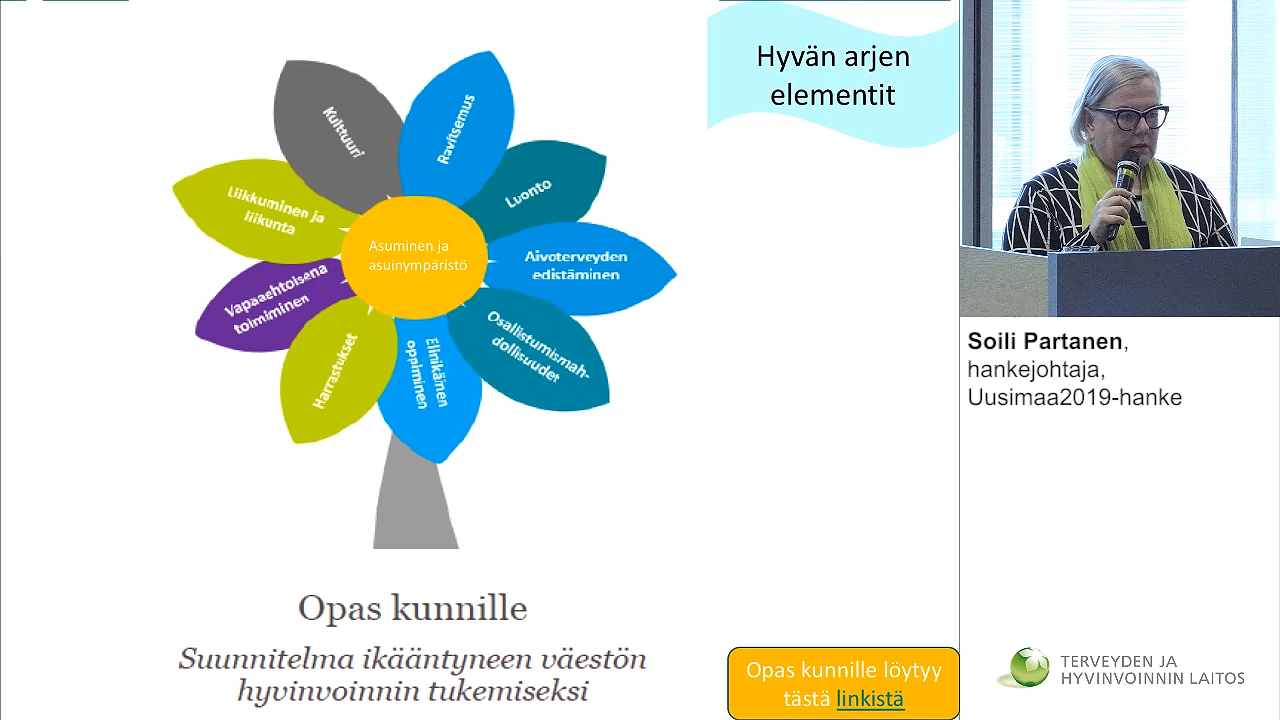 Hyvän arjen
elementit
Kulttuuri
Ravitsemus
Luonto
Liikkuminen ja
liikunta
Asuminen ja
asuinympäristö
Aivoterveyden
edistäminen
Vapaaehtoisena
toimiminen
Osallistumismah-
dollisuudet
Harrastukset
Elinikäinen
oppiminen
Opas kunnille
Suunnitelma ikääntyneen väestön
hyvinvoinnin tukemiseksi
Opas kunnille löytyy
tästä linkistä
Soili Partanen,
hankejohtaja,
Uusimaa2019-hanke
TERVEYDEN JA
HYVINVOINNIN LAITOS